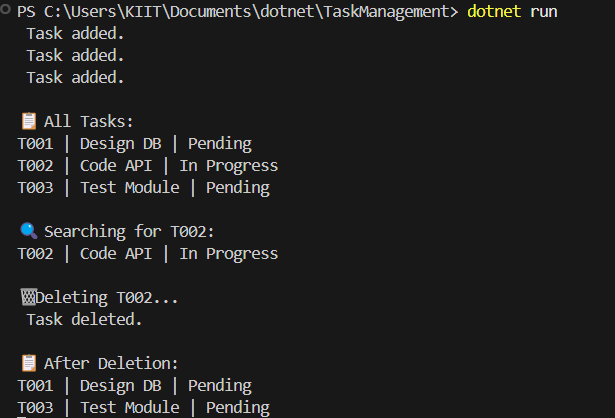 PS C:\Users\KIIT\Documents\dotnet\TaskManagement> dotnet run
Task added.
Task added.
Task added.
📋 All Tasks:
T001 | Design DB | Pending
T002 | Code API | In Progress
T003 | Test Module | Pending
🔍 Searching for T002:
T002 | Code API | In Progress
🗑️Deleting T002...
Task deleted.
📋 After Deletion:
T001 | Design DB | Pending
T003 | Test Module | Pending